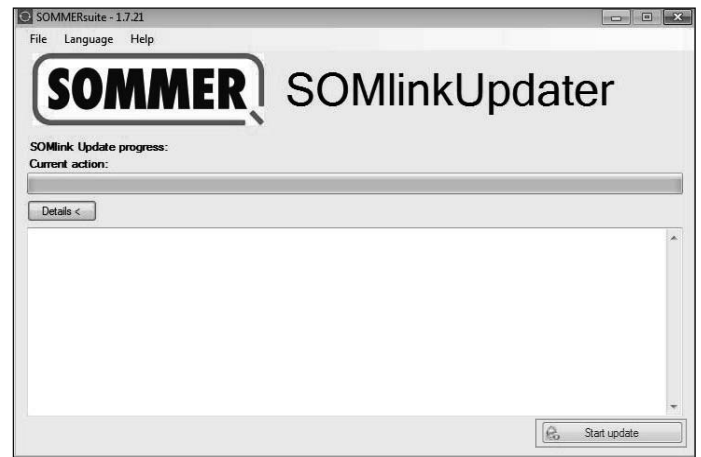 SOMMERsuite - 1.7.21
File Language Help
SOMMER SOMlinkUpdater
SOMlink Update progress:
Current action:
Details <
Start update